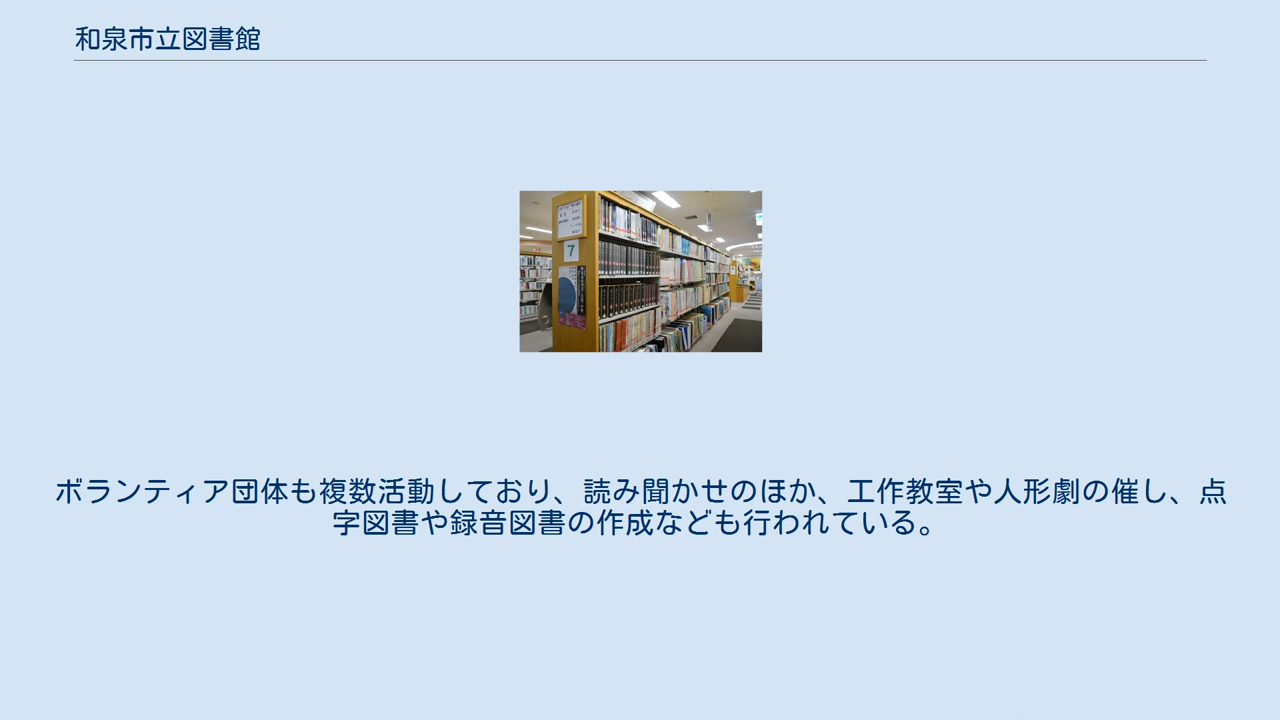 和泉市立図書館
7
ボランティア団体も複数活動しており、読み聞かせのほか、工作教室や人形劇の催し、点
字図書や録音図書の作成なども行われている。